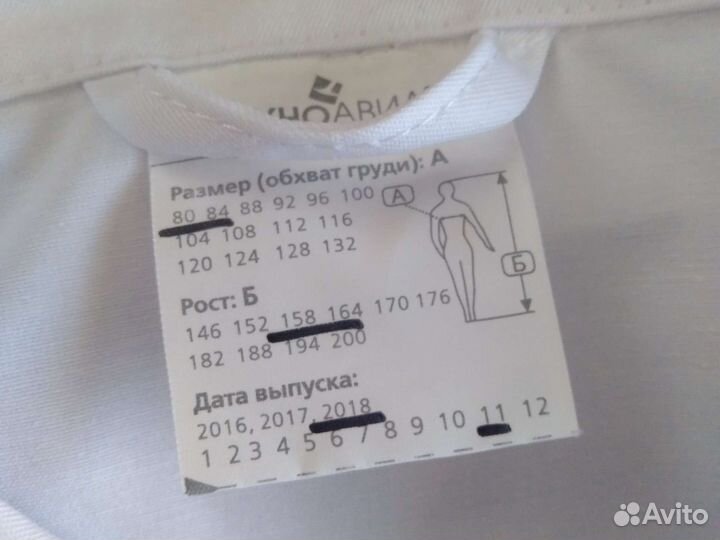 Размер (обхват груди): А
80 84 88 92 96 100
104 108 112 116
120 124 128 132
А
Б
Рост: Б
146 152 158 164 170 176
182 188 194 200
Дата выпуска:
2016, 2017, 2018
1 2 3 4 5 6 7 8 9 10 11 12
Avito